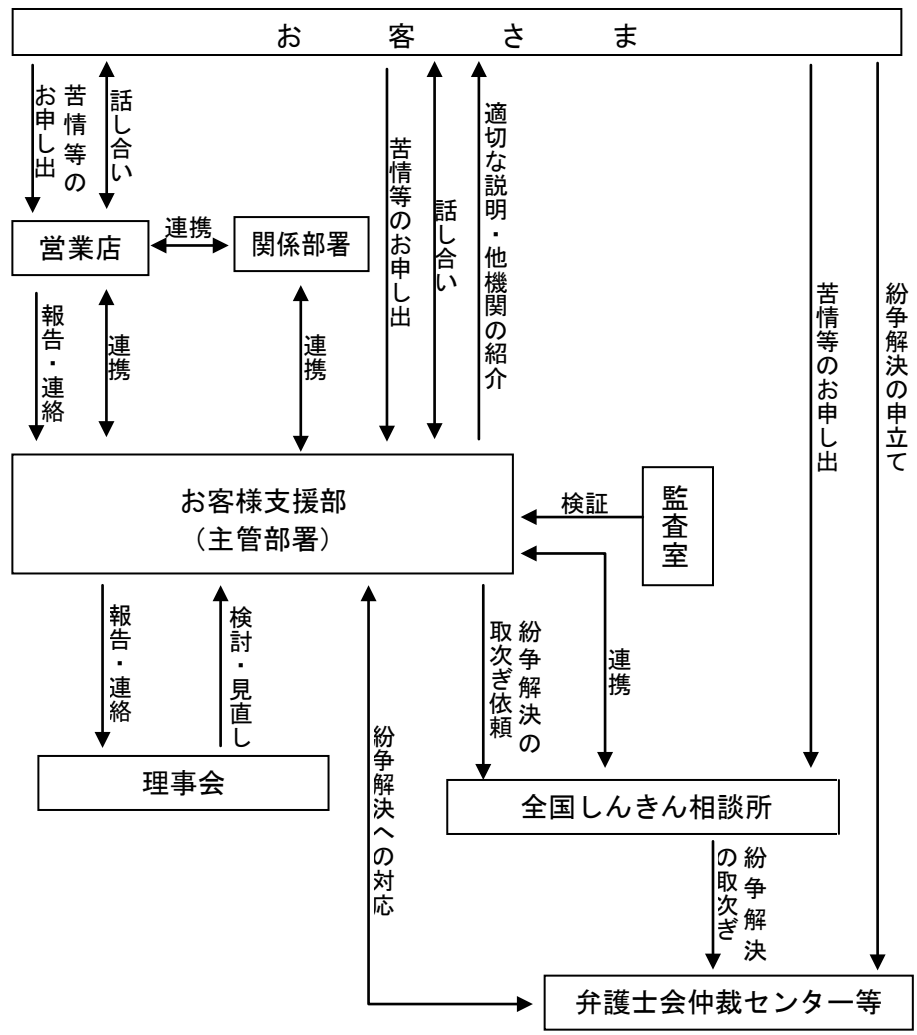 お客さま
苦情等の
お申し出
話し合い
苦情等のお申し出
話し合い
適切な説明・他機関の紹介
苦情等のお申し出
紛争解決の申立て
営業店
連携
関係部署
報告・連絡
連携
連携
お客様支援部
（主管部署）
検証
監査室
報告・連絡
検討・見直し
紛争解決への対応
紛争解決の
取次ぎ依頼
連携
理事会
全国しんきん相談所
紛争解決
の取次ぎ
弁護士会仲裁センター等